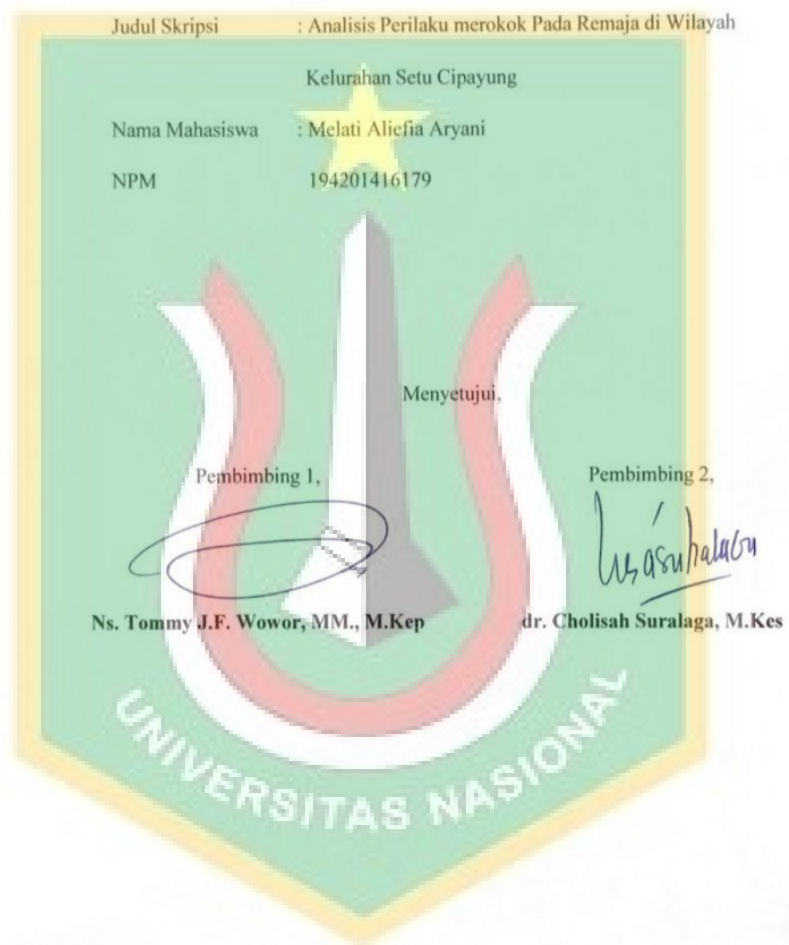 Judul Skripsi : Analisis Perilaku merokok Pada Remaja di Wilayah
Kelurahan Setu Cipayung
Nama Mahasiswa : Melati Aliefia Aryani
NPM 194201416179
Menyetujui,
Pembimbing 1, Pembimbing 2,
Ns. Tommy J.F. Wowor, MM., M.Kep dr. Cholisah Suralaga, M.Kes
UNIVERSITAS NASIONAL